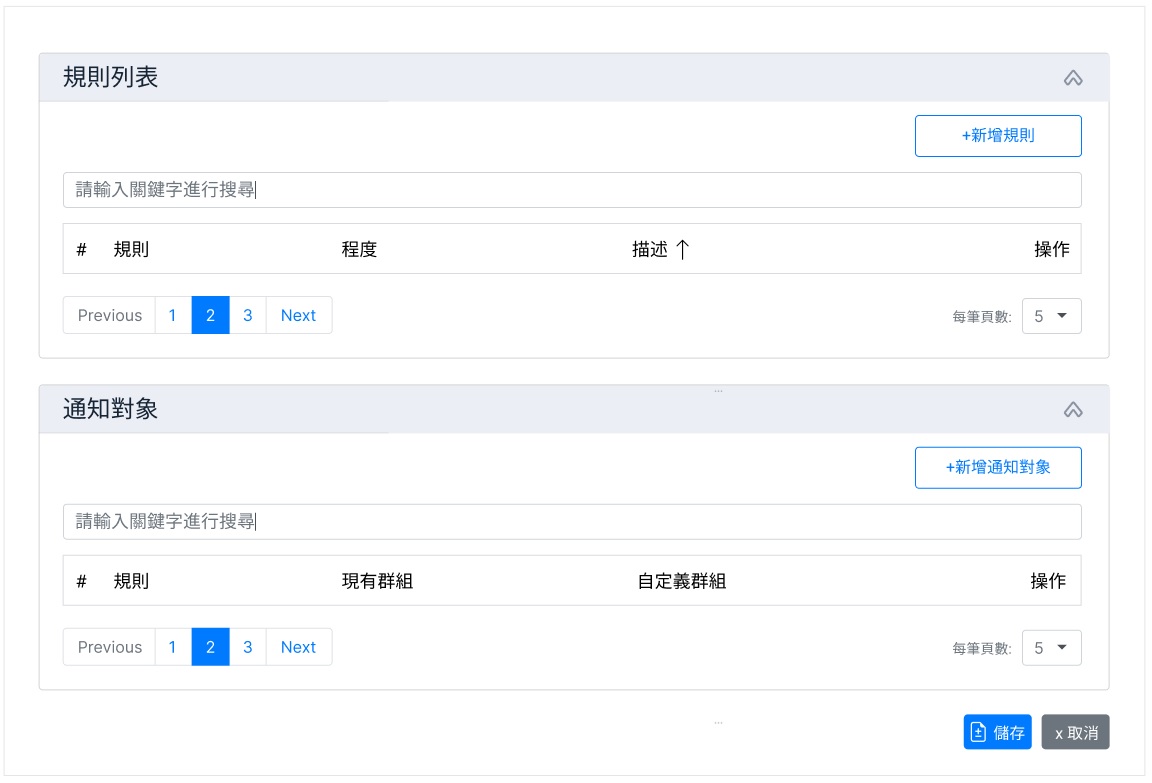 規則列表
+新增規則
請輸入關鍵字進行搜尋
# 規則 程度 描述 ↑ 操作
Previous 1 2 3 Next 每筆頁數: 5
...
通知對象
+新增通知對象
請輸入關鍵字進行搜尋
# 規則 現有群組 自定義群組 操作
Previous 1 2 3 Next 每筆頁數: 5
...
儲存 x 取消